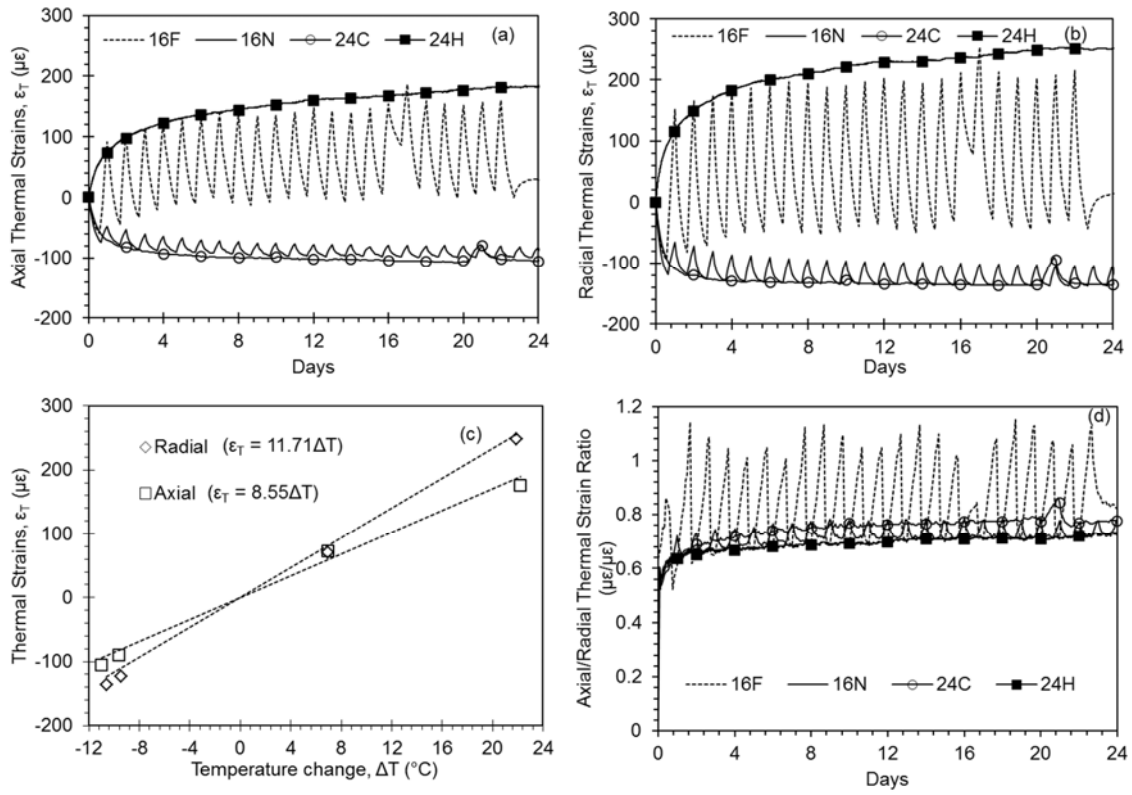 300
200
100
0
-100
-200
Axial Thermal Strains, εT (µε)
16F 16N 24C 24H
(a)
0 4 8 12 16 20 24
Days
300
200
100
0
-100
-200
Radial Thermal Strains, εT (µε)
16F 16N 24C 24H
(b)
0 4 8 12 16 20 24
Days
300
200
100
0
-100
-200
Thermal Strains, εT (µε)
Radial (εT = 11.71ΔT)
Axial (εT = 8.55ΔT)
(c)
-12 -8 -4 0 4 8 12 16 20 24
Temperature change, ΔT (°C)
1.2
1
0.8
0.6
0.4
0.2
0
Axial/Radial Thermal Strain Ratio
(µε/µε)
(d)
16F 16N 24C 24H
0 4 8 12 16 20 24
Days